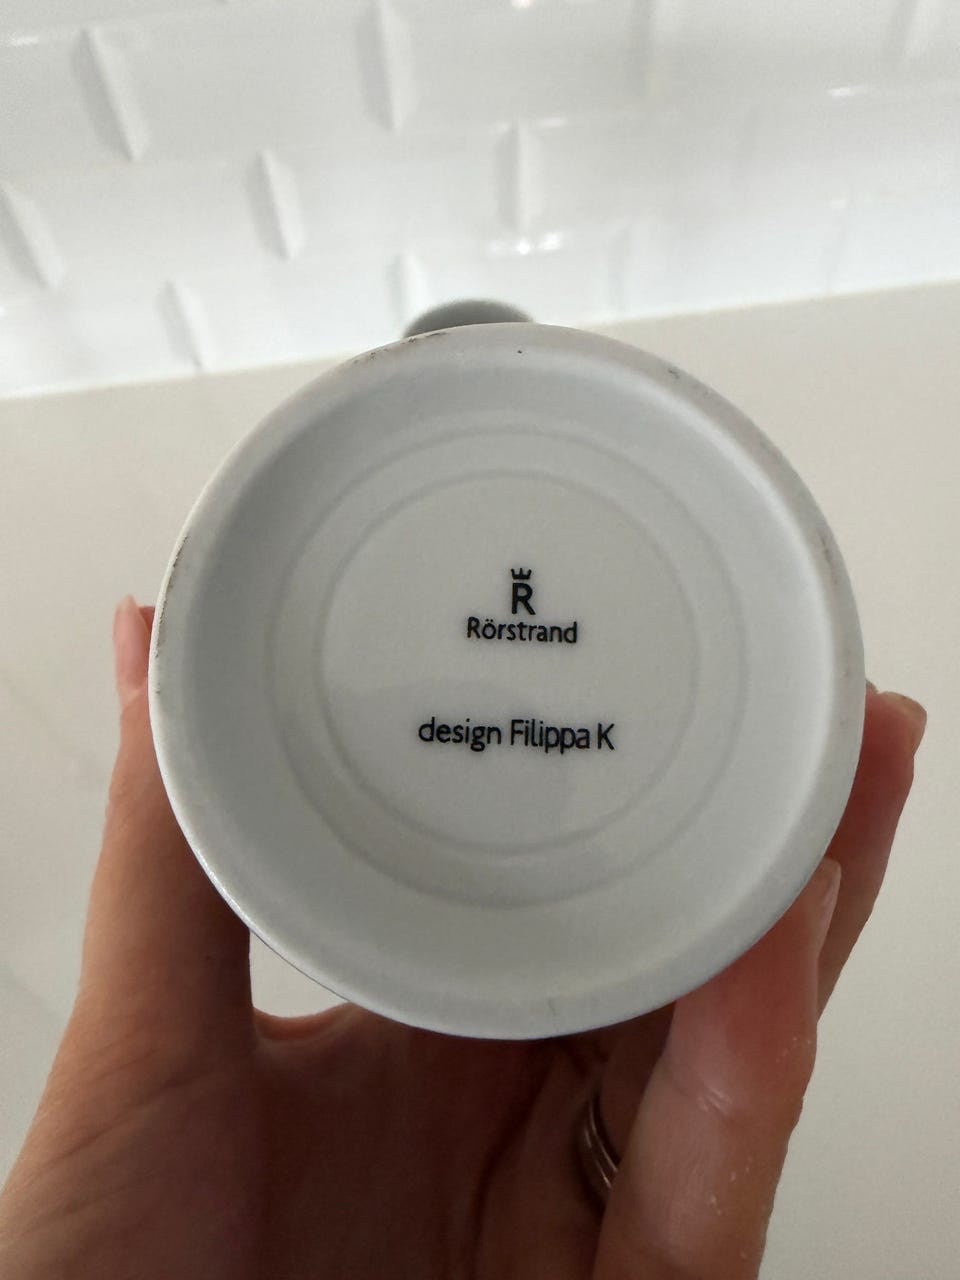 R
Rörstrand
design Filippa K